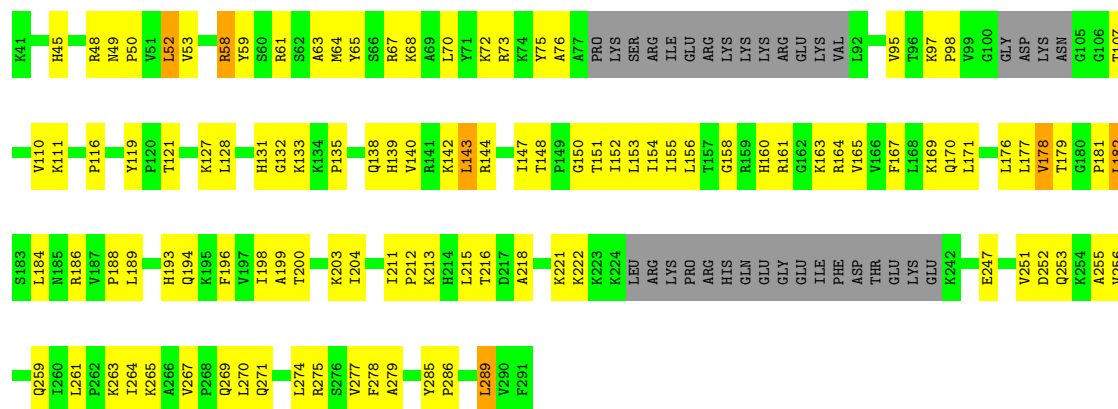 K41 H45 R48 N49 P50 V51 L52 V53 R58 Y59 S60 R61 S62 A63 M64 Y65 S66 R67 K68 A69 L70 Y71 K72 R73 K74 Y75 A76 A77 PRO LYS SER ARG ILE GLU ARG LYS LYS LYS ARG GLU LYS VAL L92 V95 T96 K97 P98 V99 G100 GLY ASP LYS ASN G105 G106 T107
V110 K111 P116 Y119 P120 T121 K127 L128 H131 G132 K133 K134 P135 Q138 H139 V140 R141 K142 L143 R144 I147 T148 P149 G150 T151 I152 L153 I154 I155 L156 T157 G158 R159 H160 R161 G162 K163 R164 V165 V166 F167 L168 K169 Q170 L171 L176 L177 V178 T179 G180 P181 L182
S183 L184 N185 R186 V187 P188 L189 H193 Q194 K195 F196 V197 I198 A199 T200 K203 I204 I211 P212 K213 H214 L215 T216 D217 A218 K221 K222 K223 K224 LEU ARG LYS PRO ARG HIS GLN GLU GLY GLU ILE PHE ASP THR GLU LYS GLU K242 E247 V251 D252 Q253 K254 A255 V256
Q259 I260 L261 P262 K263 I264 K265 A266 V267 P268 Q269 L270 Q271 L274 R275 S276 V277 F278 A279 Y285 P286 L289 V290 F291